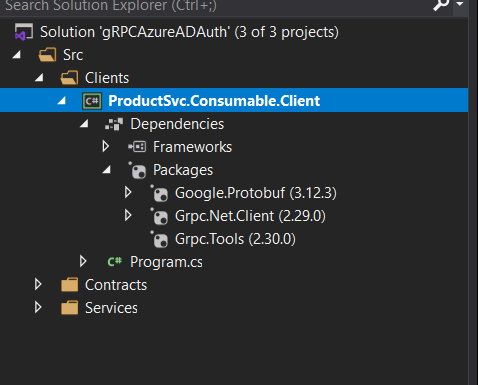 Search Solution Explorer (Ctrl+;)
Solution 'gRPCAzureADAuth' (3 of 3 projects)
Src
Clients
C# ProductSvc.Consumable.Client
Dependencies
Frameworks
Packages
Google.Protobuf (3.12.3)
Grpc.Net.Client (2.29.0)
Grpc.Tools (2.30.0)
C# Program.cs
Contracts
Services